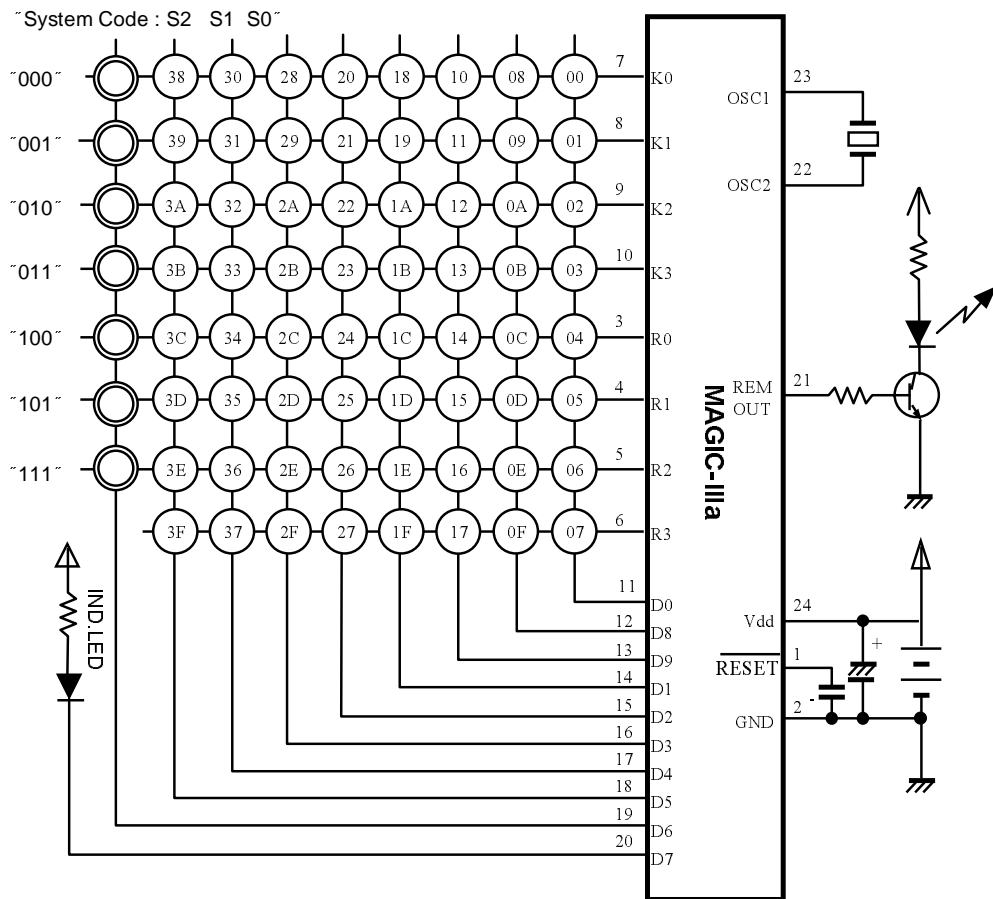 ˝System Code : S2 S1 S0˝
˝000˝ 38 30 28 20 18 10 08 00 7 K0
˝001˝ 39 31 29 21 19 11 09 01 8 K1
˝010˝ 3A 32 2A 22 1A 12 0A 02 9 K2
˝011˝ 3B 33 2B 23 1B 13 0B 03 10 K3
˝100˝ 3C 34 2C 24 1C 14 0C 04 3 R0
˝101˝ 3D 35 2D 25 1D 15 0D 05 4 R1
˝111˝ 3E 36 2E 26 1E 16 0E 06 5 R2
3F 37 2F 27 1F 17 0F 07 6 R3
11 D0
12 D8
13 D9
14 D1
15 D2
16 D3
17 D4
18 D5
19 D6
20 D7
IND.LED
MAGIC-IIIa
OSC1 23
OSC2 22
REM 21
OUT
Vdd 24
+
RESET 1
-
GND 2